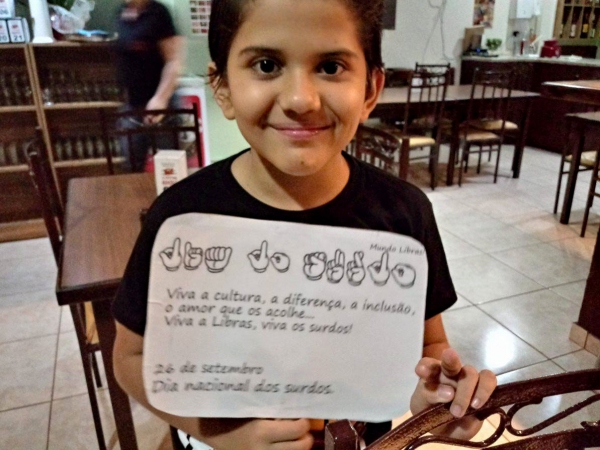 Mundo Libras
Viva a cultura, a diferença, a inclusão,
o amor que os acolhe...
Viva a Libras, viva os surdos!
26 de setembro
Dia nacional dos surdos.